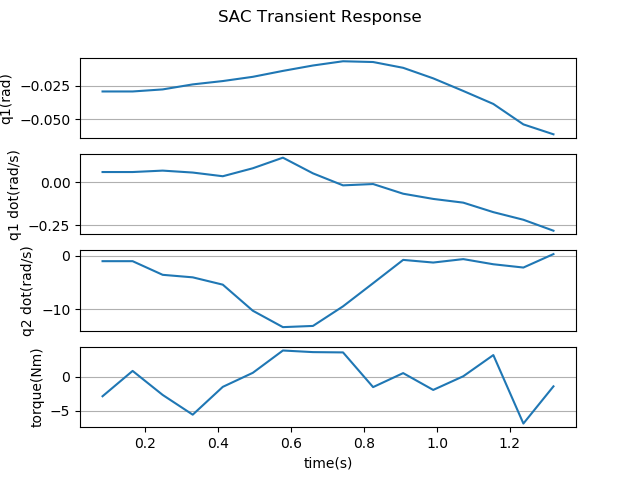 SAC Transient Response
q1(rad)
−0.025
−0.050
q1 dot(rad/s)
0.00
−0.25
q2 dot(rad/s)
0
−10
torque(Nm)
0
−5
0.2 0.4 0.6 0.8 1.0 1.2
time(s)